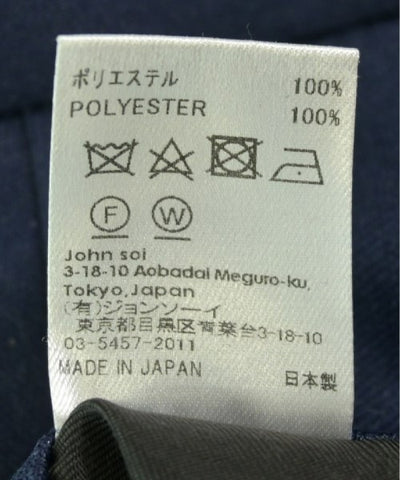 ポリエステル 100%
POLYESTER 100%
F W
John soi
3-18-10 Aobadai Meguro-ku,
Tokyo,Japan
(有)ジョンソーイ
東京都目黒区青葉台3-18-10
03-5457-2011
MADE IN JAPAN 日本製